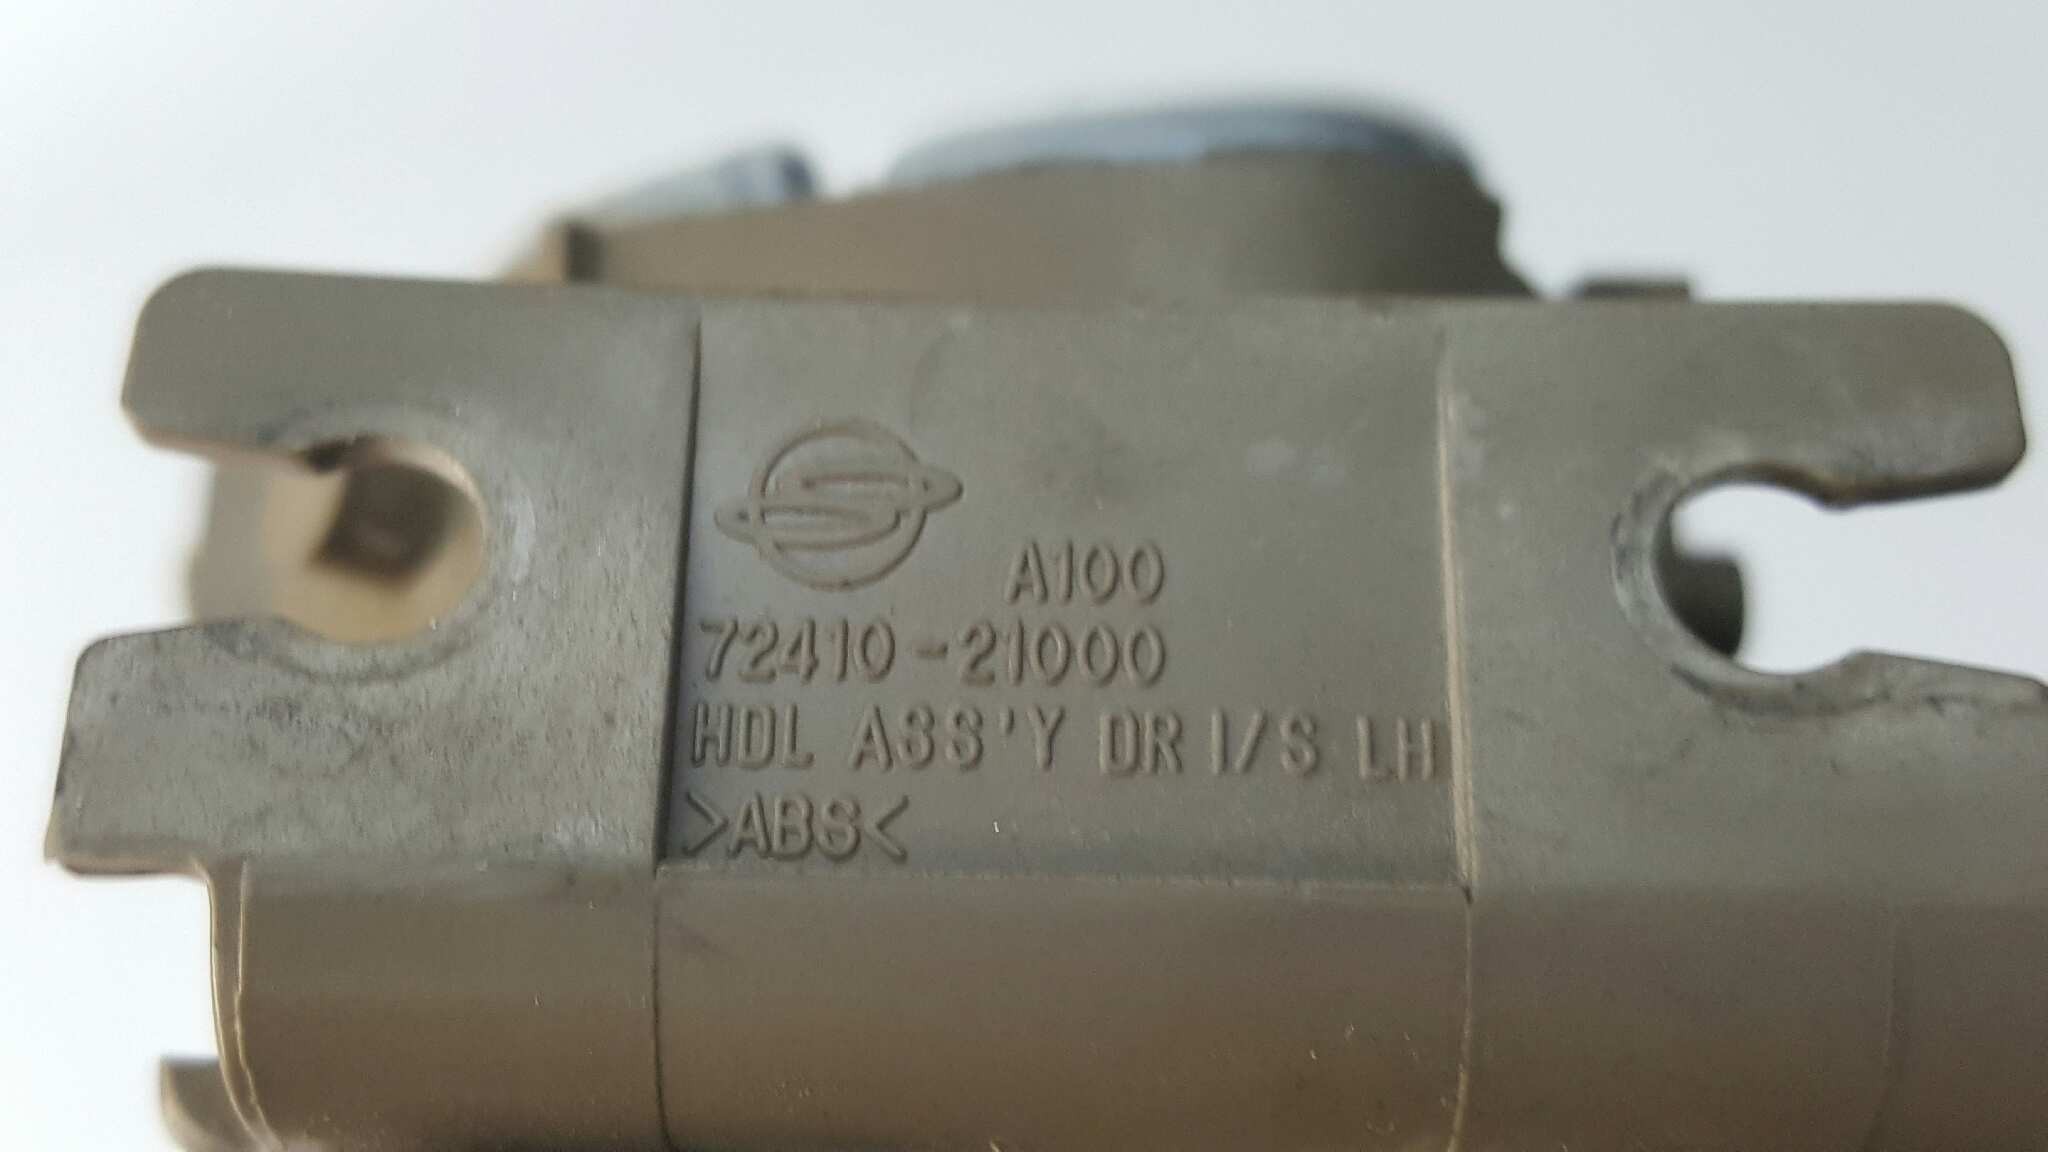 A100
72410-21000
HDL ASS'Y DR I/S LH
>ABS<